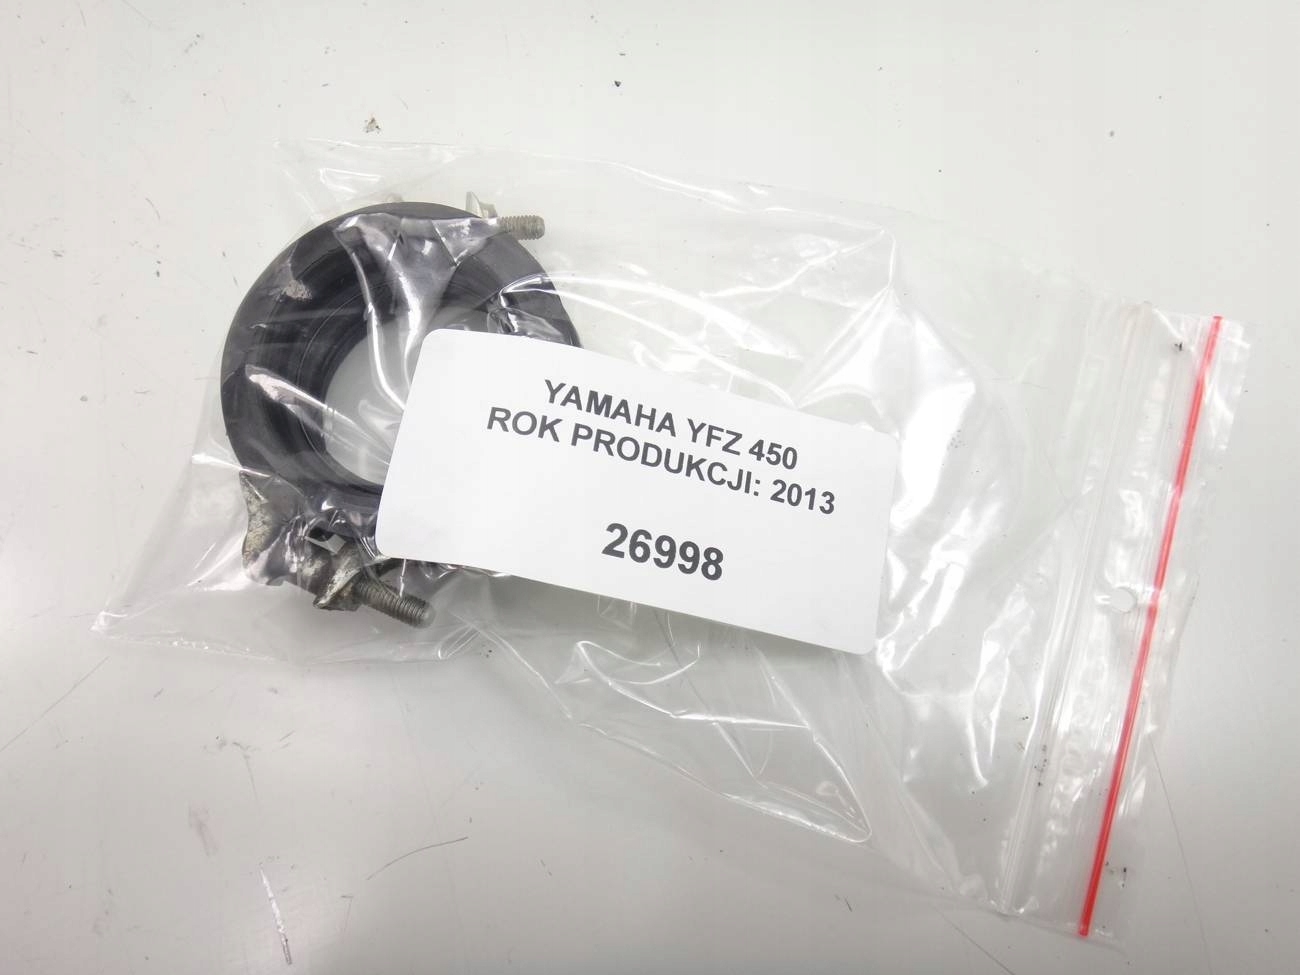 YAMAHA YFZ 450
ROK PRODUKCJI: 2013
26998